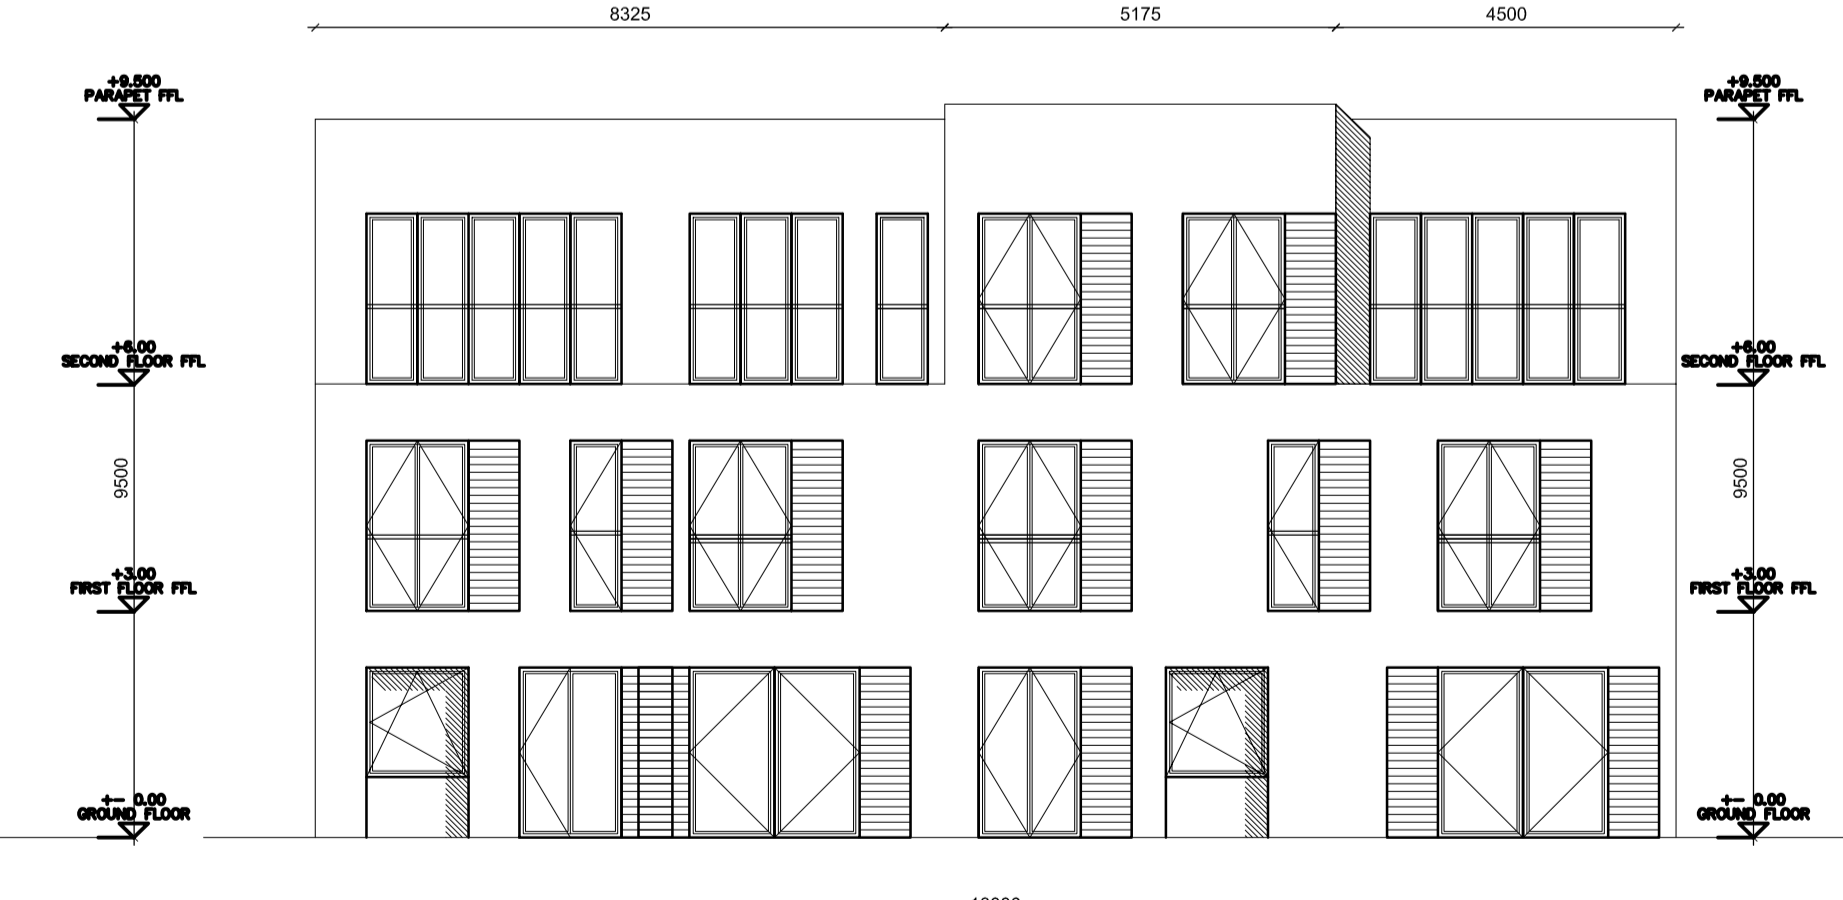 8325 5175 4500
+9.500
PARAPET FFL
+9.500
PARAPET FFL
+6.00
SECOND FLOOR FFL
+6.00
SECOND FLOOR FFL
9500
9500
+3.00
FIRST FLOOR FFL
+3.00
FIRST FLOOR FFL
+- 0.00
GROUND FLOOR
+- 0.00
GROUND FLOOR